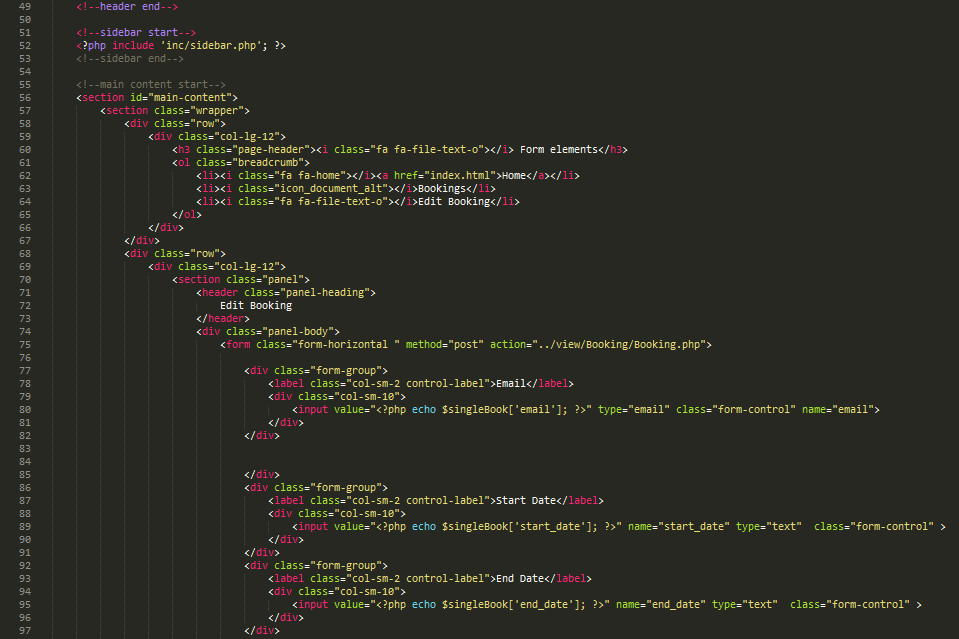 49 <!--header end-->
50
51 <!--sidebar start-->
52 <?php include 'inc/sidebar.php'; ?>
53 <!--sidebar end-->
54
55 <!--main content start-->
56 <section id="main-content">
57 <section class="wrapper">
58 <div class="row">
59 <div class="col-lg-12">
60 <h3 class="page-header"><i class="fa fa-file-text-o"></i> Form elements</h3>
61 <ol class="breadcrumb">
62 <li><i class="fa fa-home"></i><a href="index.html">Home</a></li>
63 <li><i class="icon_document_alt"></i>Bookings</li>
64 <li><i class="fa fa-file-text-o"></i>Edit Booking</li>
65 </ol>
66 </div>
67 </div>
68 <div class="row">
69 <div class="col-lg-12">
70 <section class="panel">
71 <header class="panel-heading">
72 Edit Booking
73 </header>
74 <div class="panel-body">
75 <form class="form-horizontal " method="post" action="../view/Booking/Booking.php">
76
77 <div class="form-group">
78 <label class="col-sm-2 control-label">Email</label>
79 <div class="col-sm-10">
80 <input value="<?php echo $singleBook['email']; ?>" type="email" class="form-control" name="email">
81 </div>
82 </div>
83
84
85 </div>
86 <div class="form-group">
87 <label class="col-sm-2 control-label">Start Date</label>
88 <div class="col-sm-10">
89 <input value="<?php echo $singleBook['start_date']; ?>" name="start_date" type="text"  class="form-control" >
90 </div>
91 </div>
92 <div class="form-group">
93 <label class="col-sm-2 control-label">End Date</label>
94 <div class="col-sm-10">
95 <input value="<?php echo $singleBook['end_date']; ?>" name="end_date" type="text"  class="form-control" >
96 </div>
97 </div>